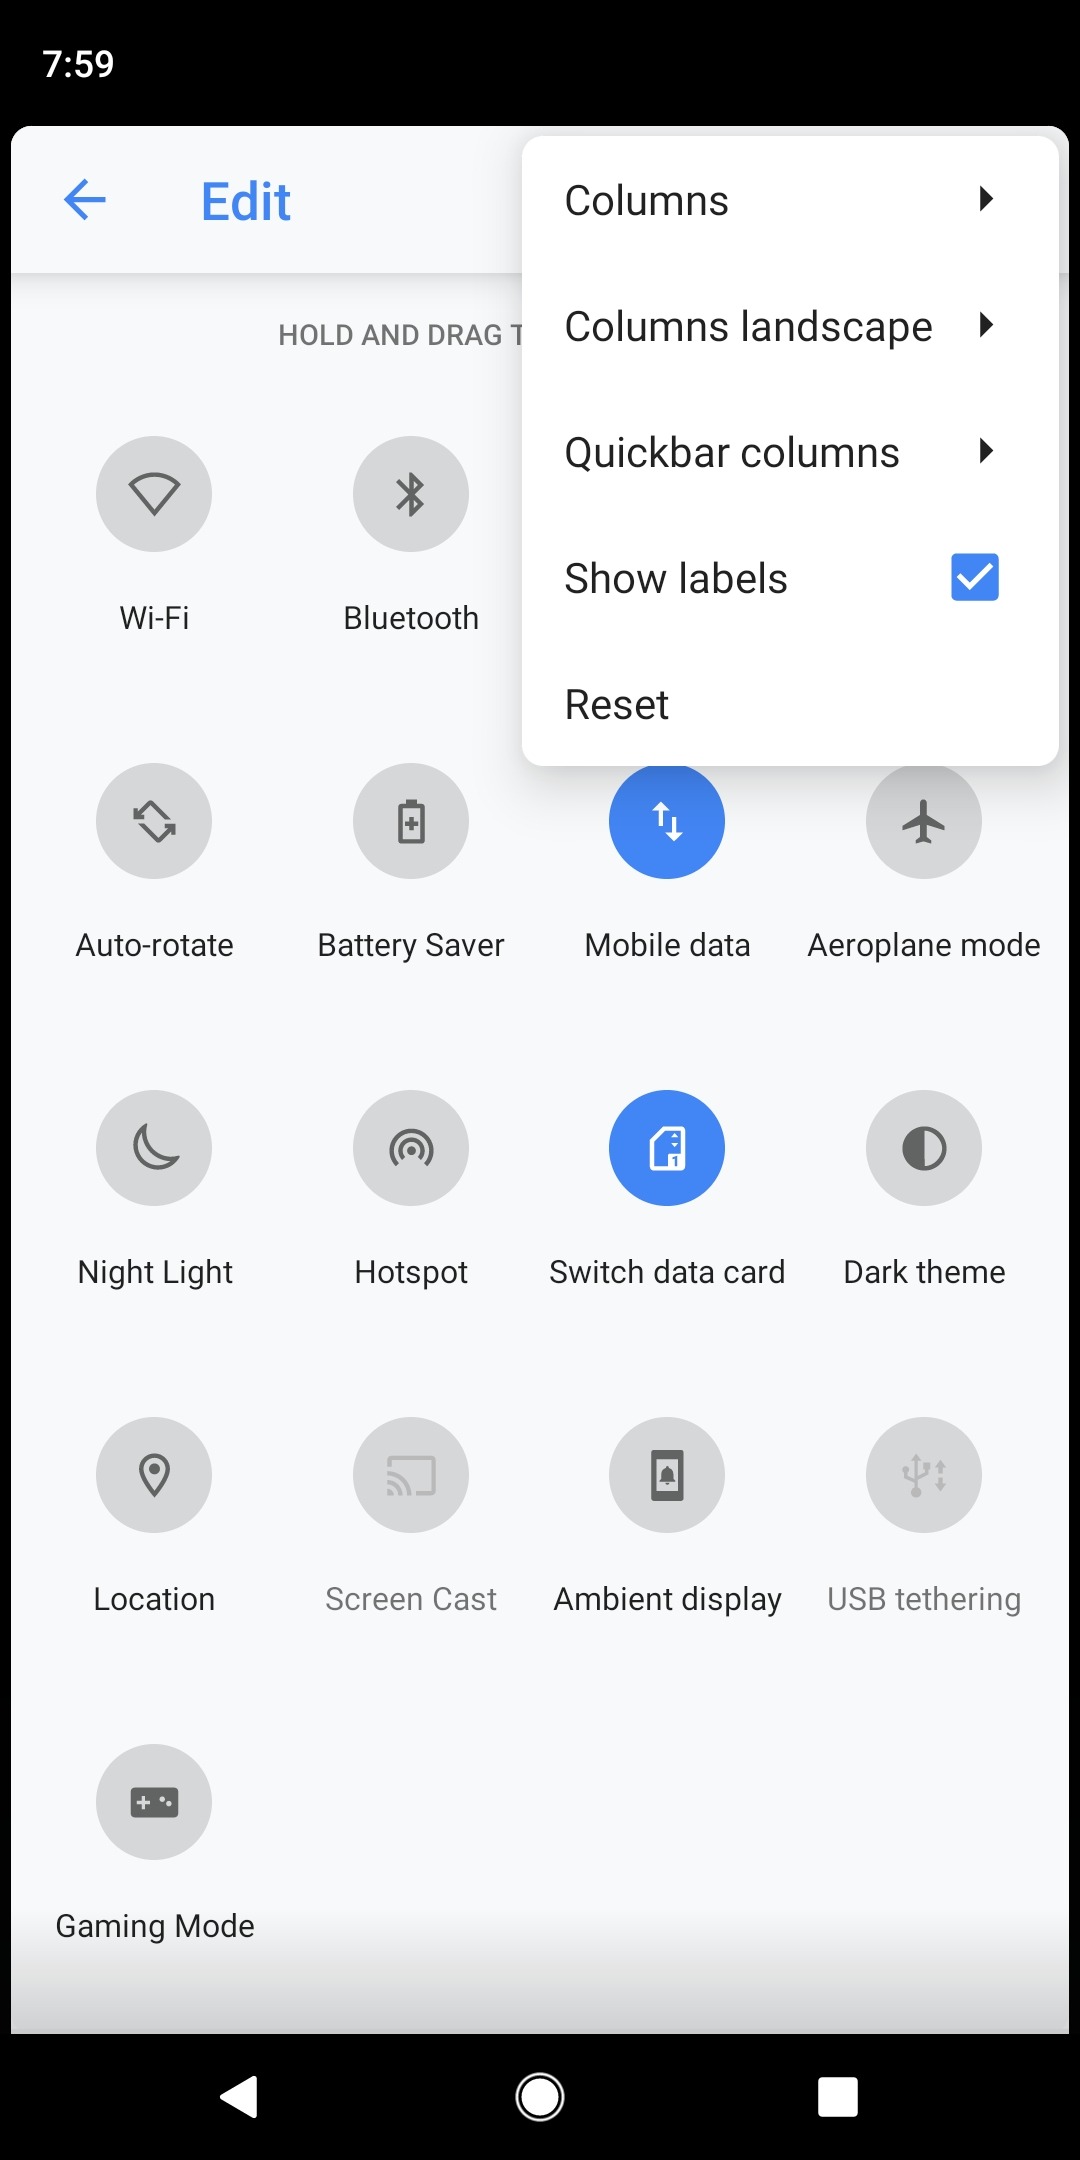 7:59
Edit
Columns
Columns landscape
HOLD AND DRAG T
Quickbar columns
Show labels
Wi-Fi
Bluetooth
Reset
Auto-rotate
Battery Saver
Mobile data
Aeroplane mode
Night Light
Hotspot
1
Switch data card
Dark theme
Location
Screen Cast
Ambient display
USB tethering
Gaming Mode